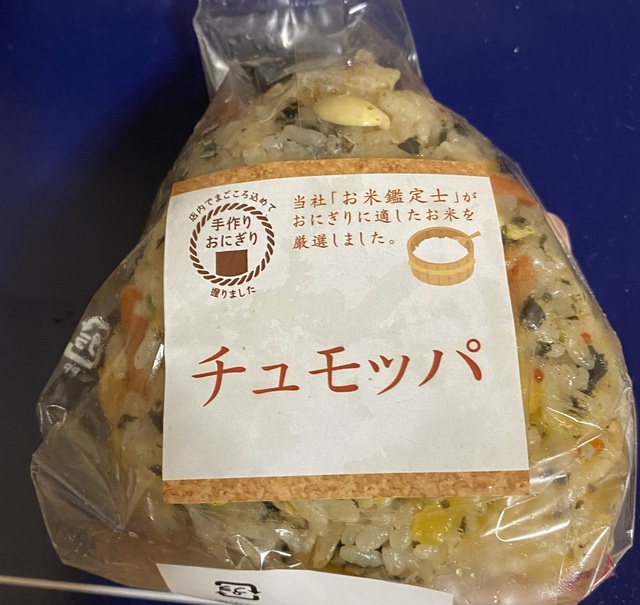 店内でまごころ込めて
手作り
おにぎり
握りました
当社「お米鑑定士」が
おにぎりに適したお米を
厳選しました。
チュモッパ
プラ